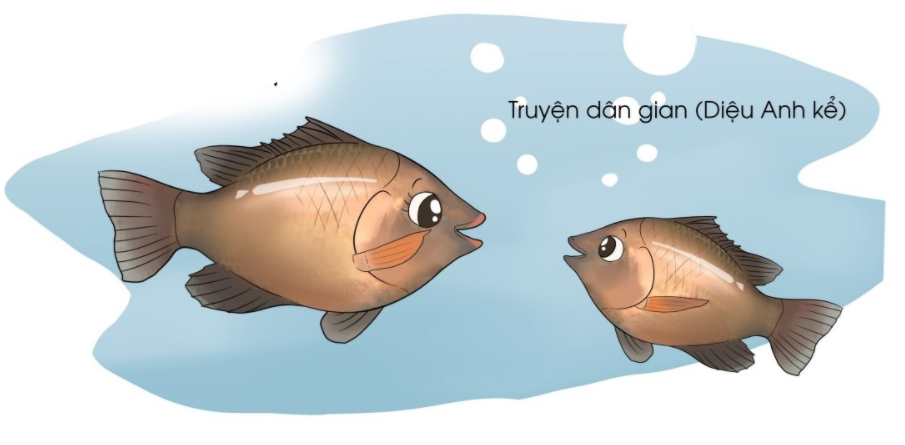 Truyện dân gian (Diệu Anh kể)